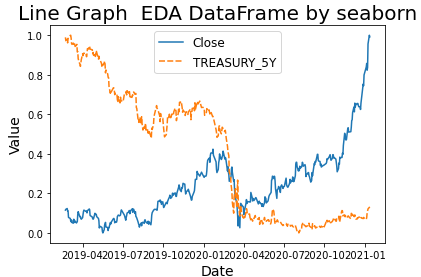 Line Graph  EDA DataFrame by seaborn
1.0
0.8
0.6
0.4
0.2
0.0
Value
Close
TREASURY_5Y
2019-04 2019-07 2019-10 2020-01 2020-04 2020-07 2020-10 2021-01
Date